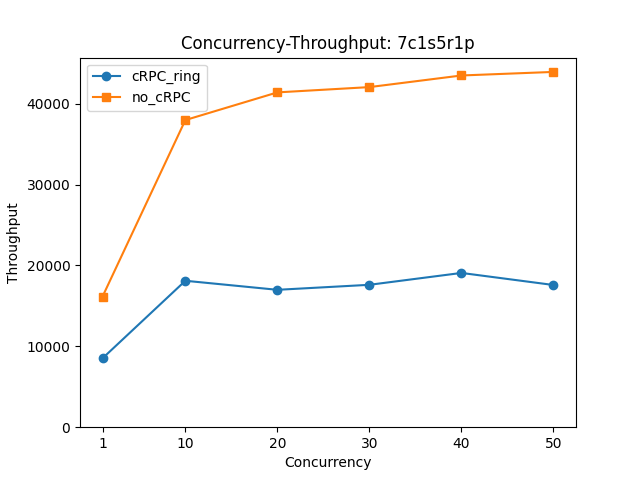 Concurrency-Throughput: 7c1s5r1p
cRPC_ring
no_cRPC
Throughput
40000
30000
20000
10000
0
1 10 20 30 40 50
Concurrency